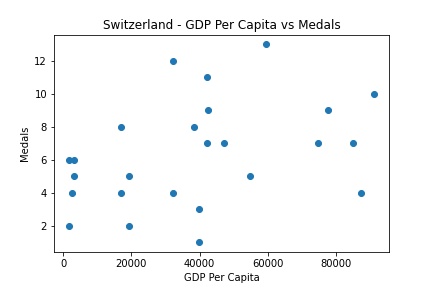 Switzerland - GDP Per Capita vs Medals
12
10
8
6
4
2
Medals
0 20000 40000 60000 80000
GDP Per Capita